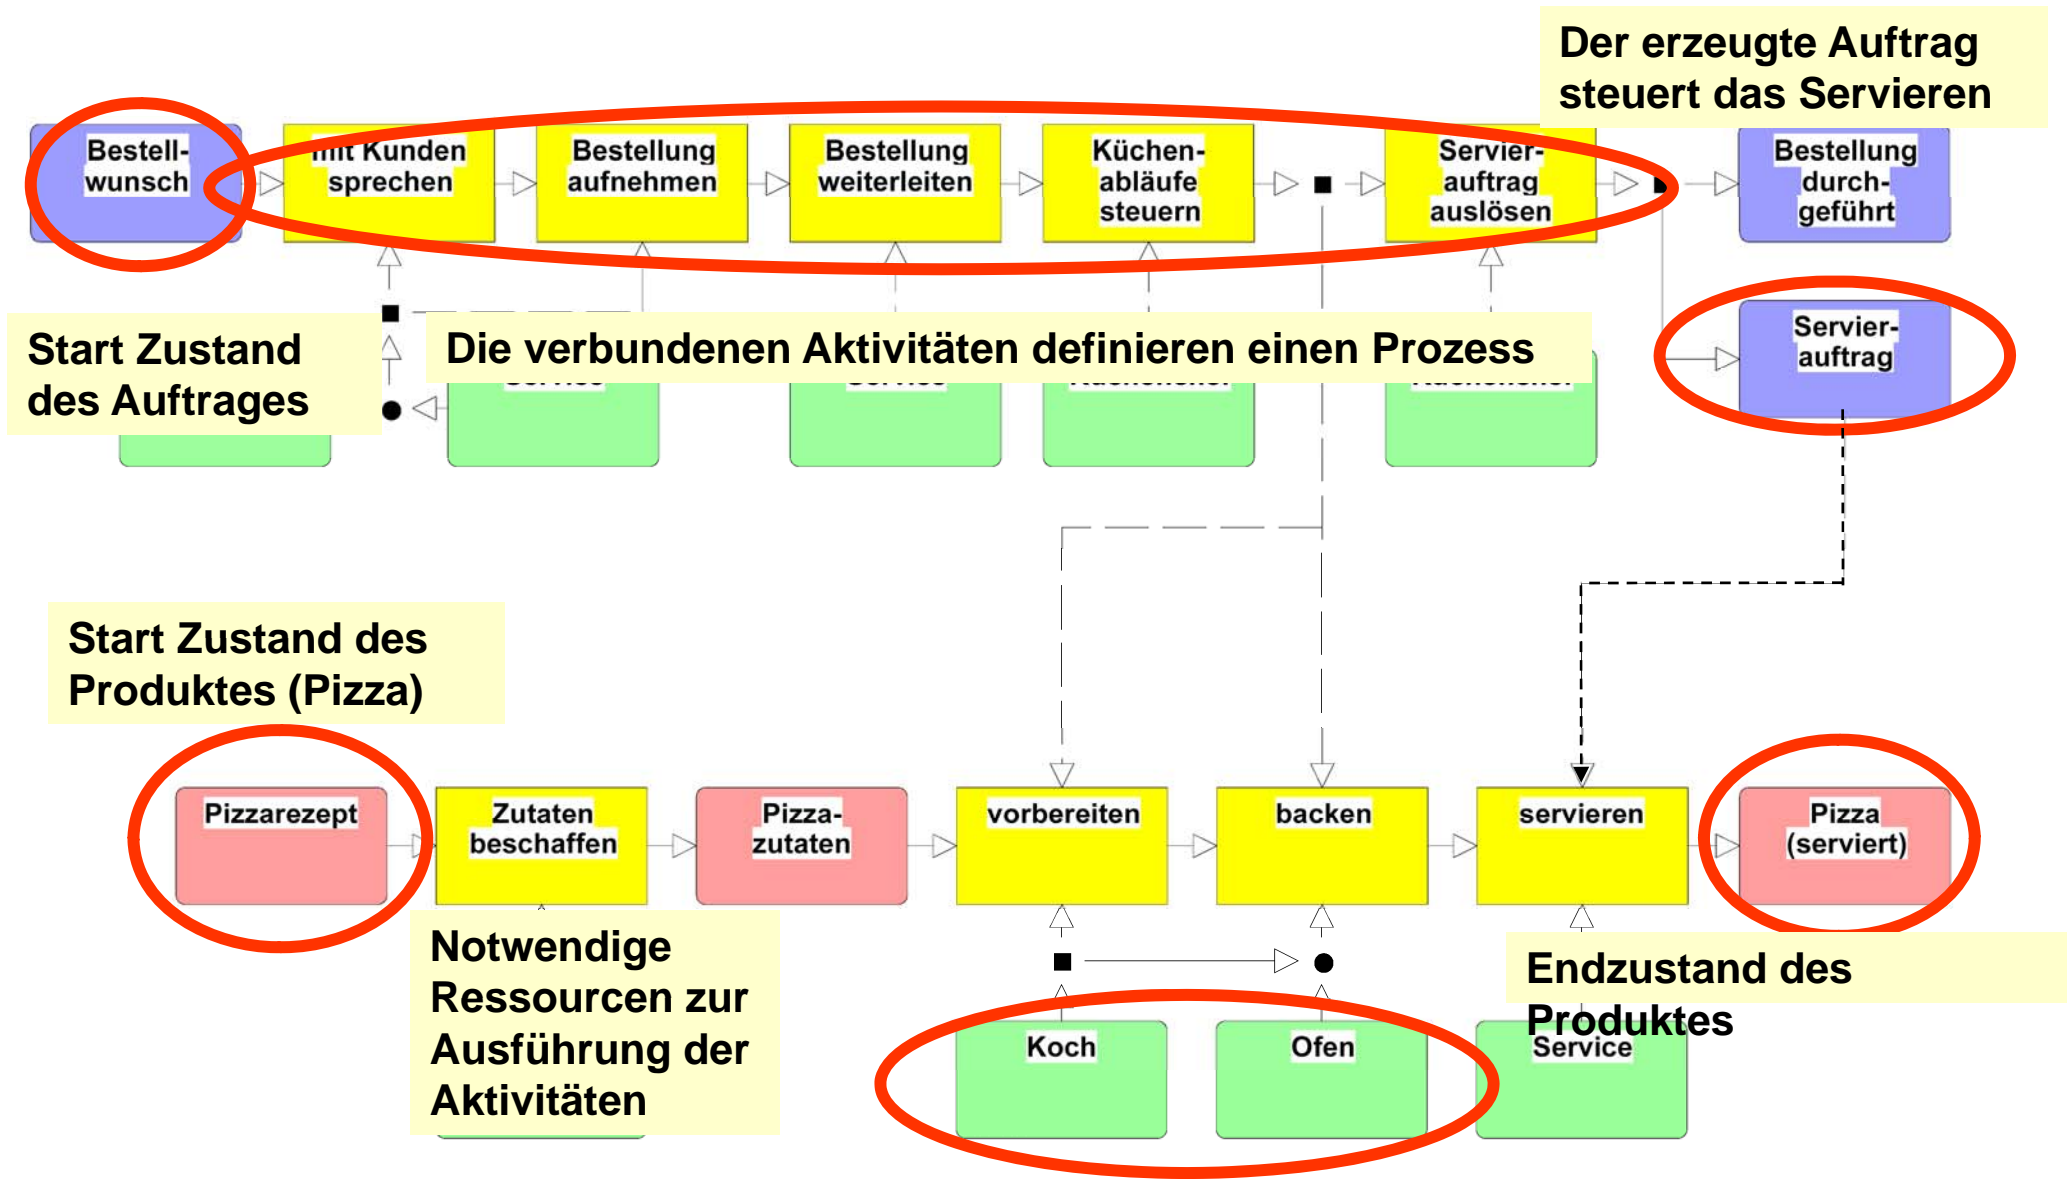 Der erzeugte Auftrag
steuert das Servieren
Bestell-
wunsch
mit Kunden
sprechen
Bestellung
aufnehmen
Bestellung
weiterleiten
Küchen-
abläufe
steuern
Servier-
auftrag
auslösen
Bestellung
durch-
geführt
Start Zustand
des Auftrages
Die verbundenen Aktivitäten definieren einen Prozess
Servier-
auftrag
Start Zustand des
Produktes (Pizza)
Pizzarezept
Zutaten
beschaffen
Pizza-
zutaten
vorbereiten
backen
servieren
Pizza
(serviert)
Notwendige
Ressourcen zur
Ausführung der
Aktivitäten
Koch
Ofen
Endzustand des
Produktes
Service